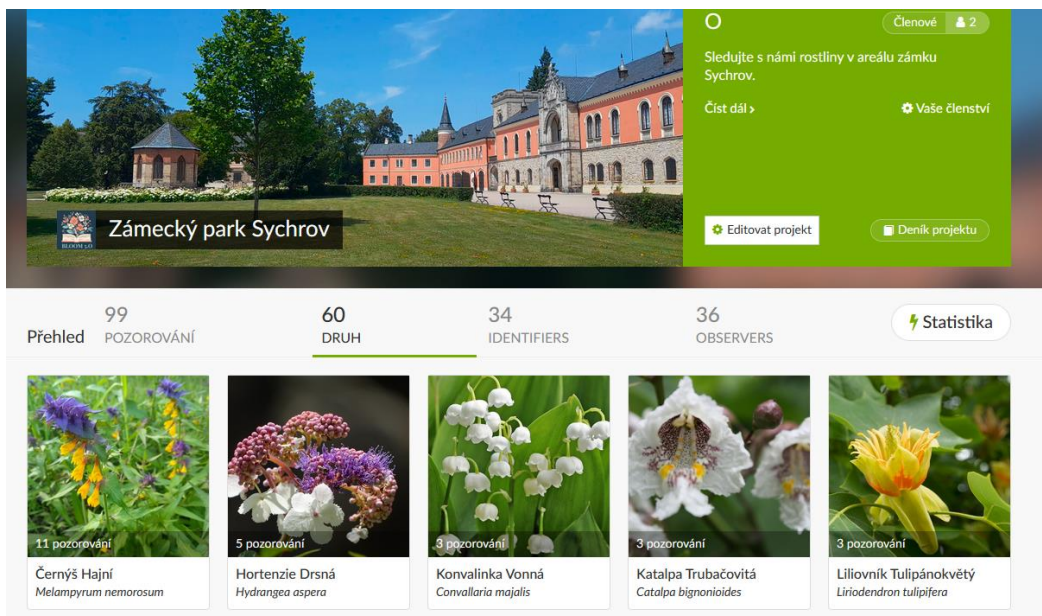 O
Členové 2
Sledujte s námi rostliny v areálu zámku
Sychrov.
Číst dál >
Vaše členství
BLOOM 3.0
Zámecký park Sychrov
Editovat projekt
Deník projektu
Přehled
99
POZOROVÁNÍ
60
DRUH
34
IDENTIFIERS
36
OBSERVERS
Statistika
11 pozorování
Černýš Hajní
Melampyrum nemorosum
5 pozorování
Hortenzie Drsná
Hydrangea aspera
3 pozorování
Konvalinka Vonná
Convallaria majalis
3 pozorování
Katalpa Trubačovitá
Catalpa bignonioides
3 pozorování
Liliovník Tulipánokvětý
Liriodendron tulipifera